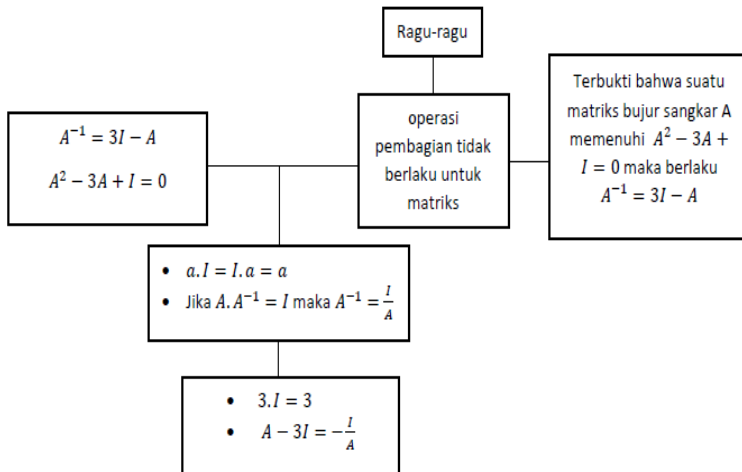 Ragu-ragu
A⁻¹ = 3I − A
A² − 3A + I = 0
operasi
pembagian tidak
berlaku untuk
matriks
Terbukti bahwa suatu
matriks bujur sangkar A
memenuhi A² − 3A +
I = 0 maka berlaku
A⁻¹ = 3I − A
• a.I = I.a = a
• Jika A.A⁻¹ = I maka A⁻¹ = I/A
• 3.I = 3
• A − 3I = −I/A